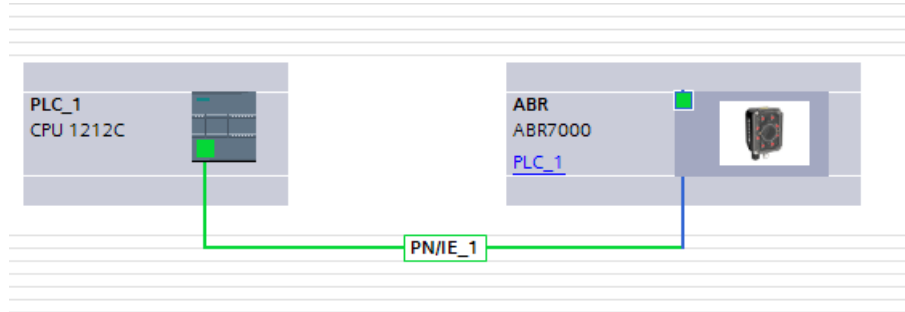 PLC_1
CPU 1212C
ABR
ABR7000
PLC_1
PN/IE_1